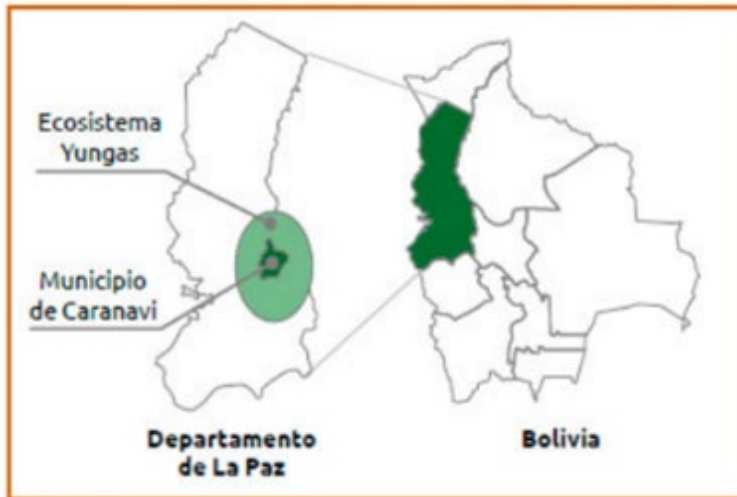 Ecosistema
Yungas
Municipio
de Caranavi
Departamento
de La Paz
Bolivia